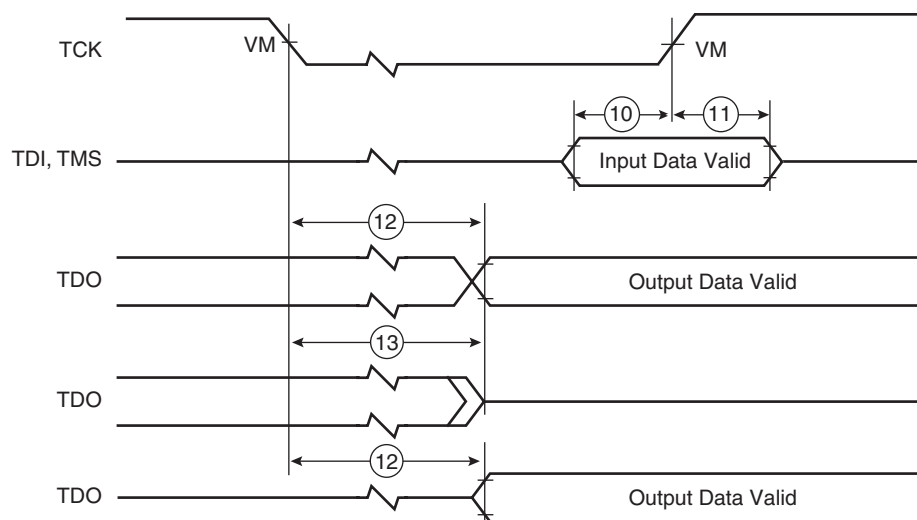 TCK
VM
VM
10
11
TDI, TMS
Input Data Valid
12
TDO
Output Data Valid
13
TDO
12
TDO
Output Data Valid